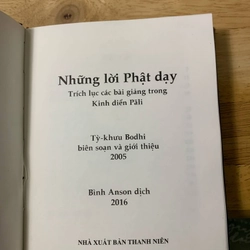 Những lời Phật dạy
Trích lục các bài giảng trong
Kinh điển Pāli
Tỳ-khưu Bodhi
biên soạn và giới thiệu
2005
Bình Anson dịch
2016
NHÀ XUẤT BẢN THANH NIÊN